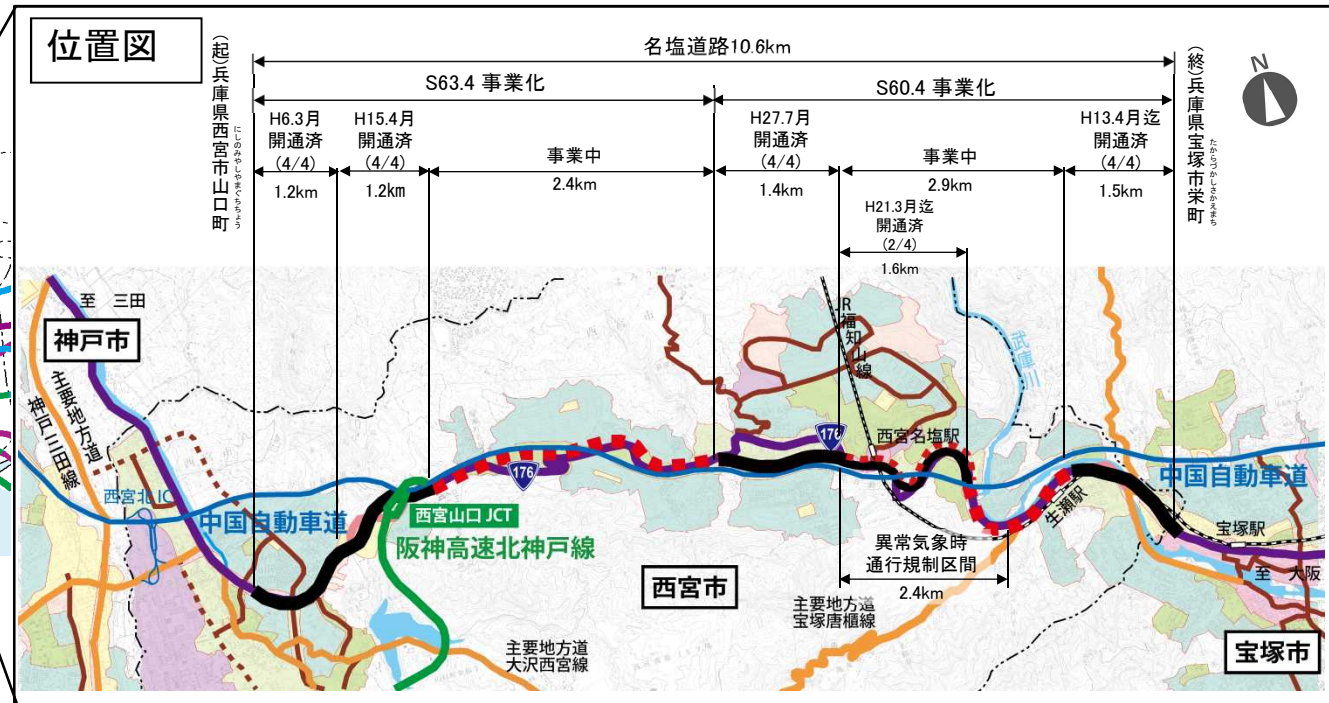 位置図
(起)兵庫県西宮市山口町
にしのみやしやまぐちちょう
名塩道路10.6km
(終)兵庫県宝塚市栄町
たからづかしさかえまち
N
S63.4 事業化
S60.4 事業化
H6.3月
開通済
(4/4)
1.2km
H15.4月
開通済
(4/4)
1.2km
事業中
2.4km
H27.7月
開通済
(4/4)
1.4km
事業中
2.9km
H13.4月迄
開通済
(4/4)
1.5km
H21.3月迄
開通済
(2/4)
1.6km
至 三田
神戸市
主要地方道
神戸三田線
西宮北IC
中国自動車道
西宮山口JCT
阪神高速北神戸線
176
主要地方道
大沢西宮線
西宮市
JR福知山線
176
西宮名塩駅
武庫川
生瀬駅
中国自動車道
宝塚駅
至 大阪
異常気象時
通行規制区間
2.4km
主要地方道
宝塚唐櫃線
宝塚市